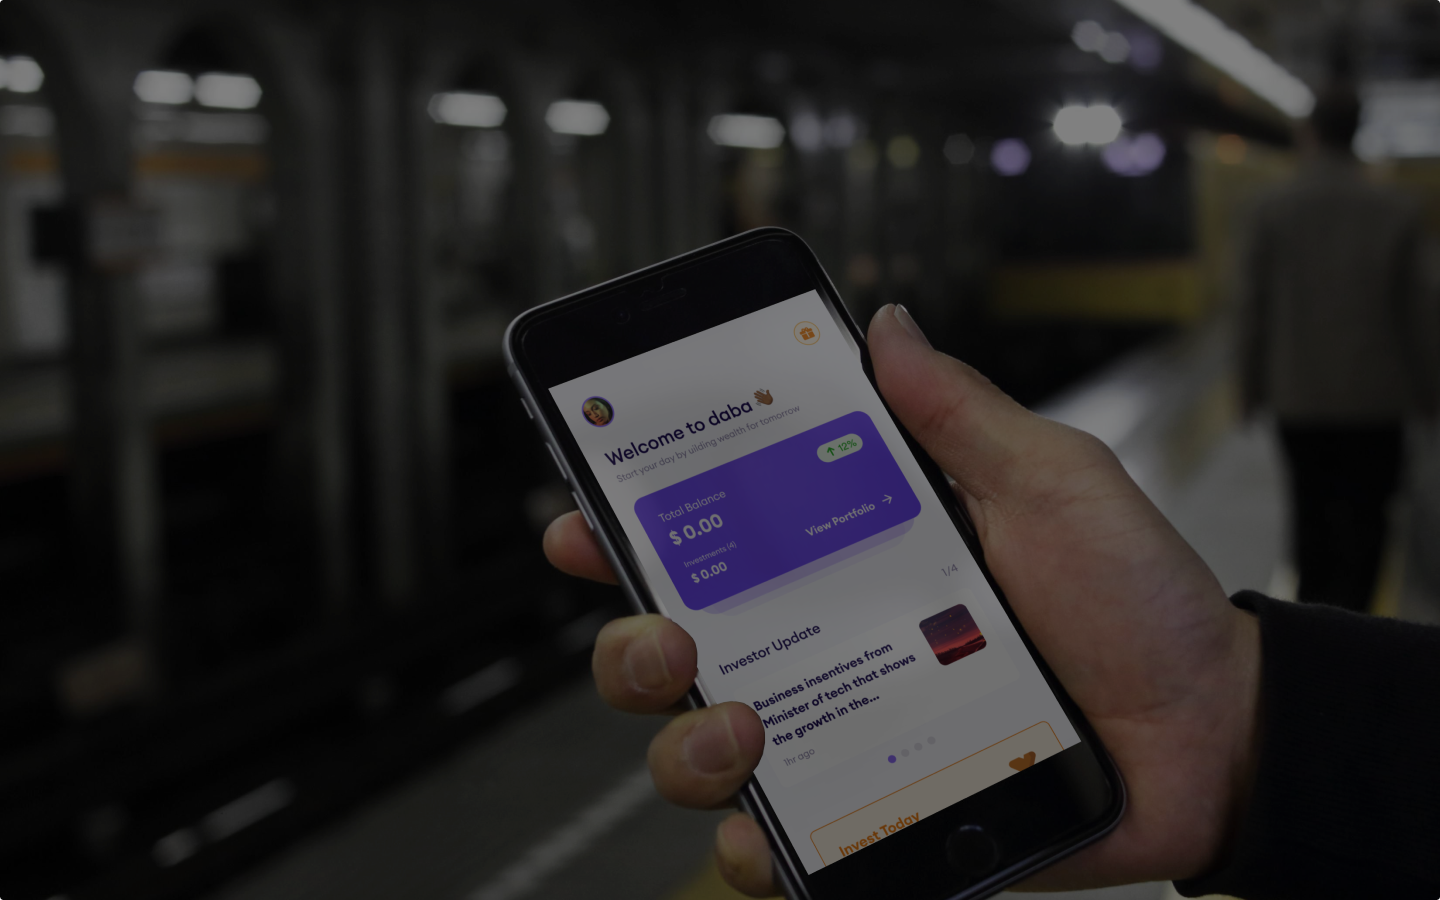 Welcome to daba 👋🏾
Start your day by uilding wealth for tomorrow
↑ 12%
Total Balance
$ 0.00
Investments (4)
$ 0.00
View Portfolio →
1/4
Investor Update
Business insentives from
Minister of tech that shows
the growth in the...
1hr ago
Invest Today